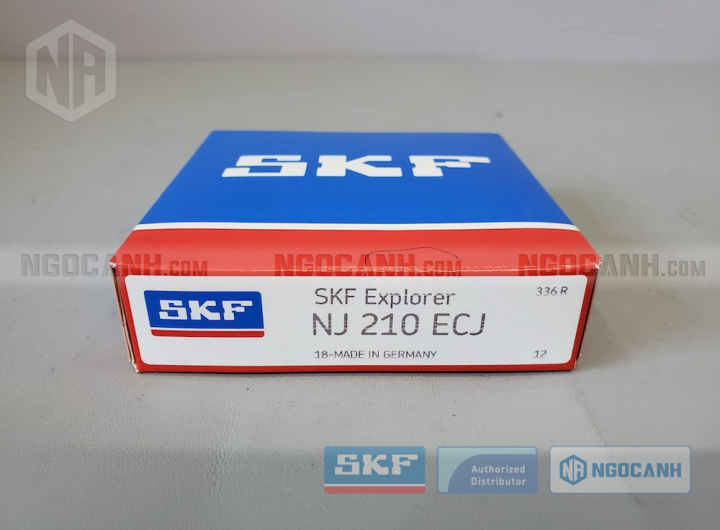 NA
SKF
NGOCANH.COM NGOCANH.COM NGOCANH.COM
SKF
SKF Explorer
336 R
NJ 210 ECJ
18-MADE IN GERMANY
12
SKF
Authorized
Distributor
NA NGOCANH